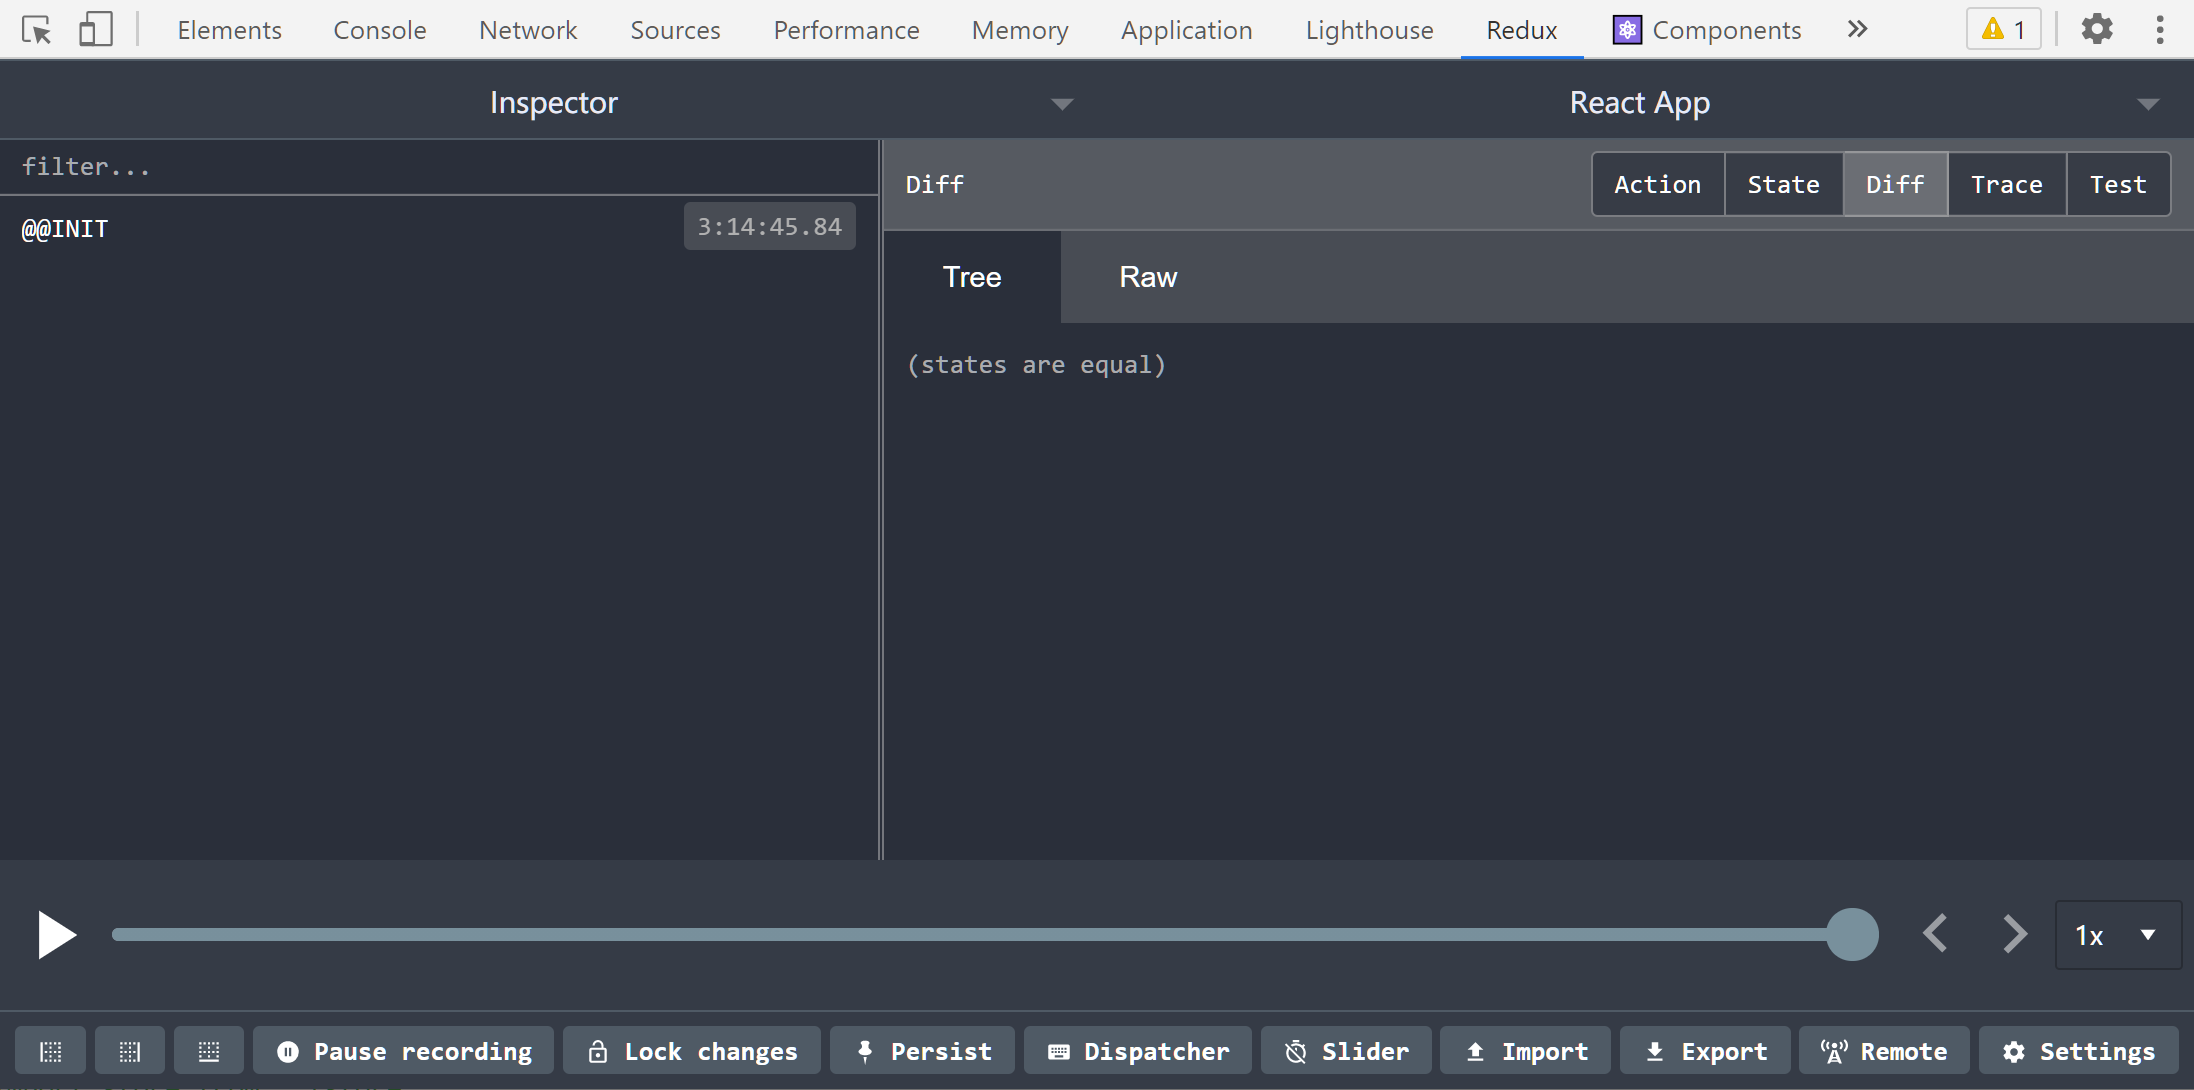 Elements Console Network Sources Performance Memory Application Lighthouse Redux Components 1
Inspector React App
filter...
Diff Action State Diff Trace Test
@@INIT 3:14:45.84
Tree Raw
(states are equal)
1x
Pause recording Lock changes Persist Dispatcher Slider Import Export Remote Settings